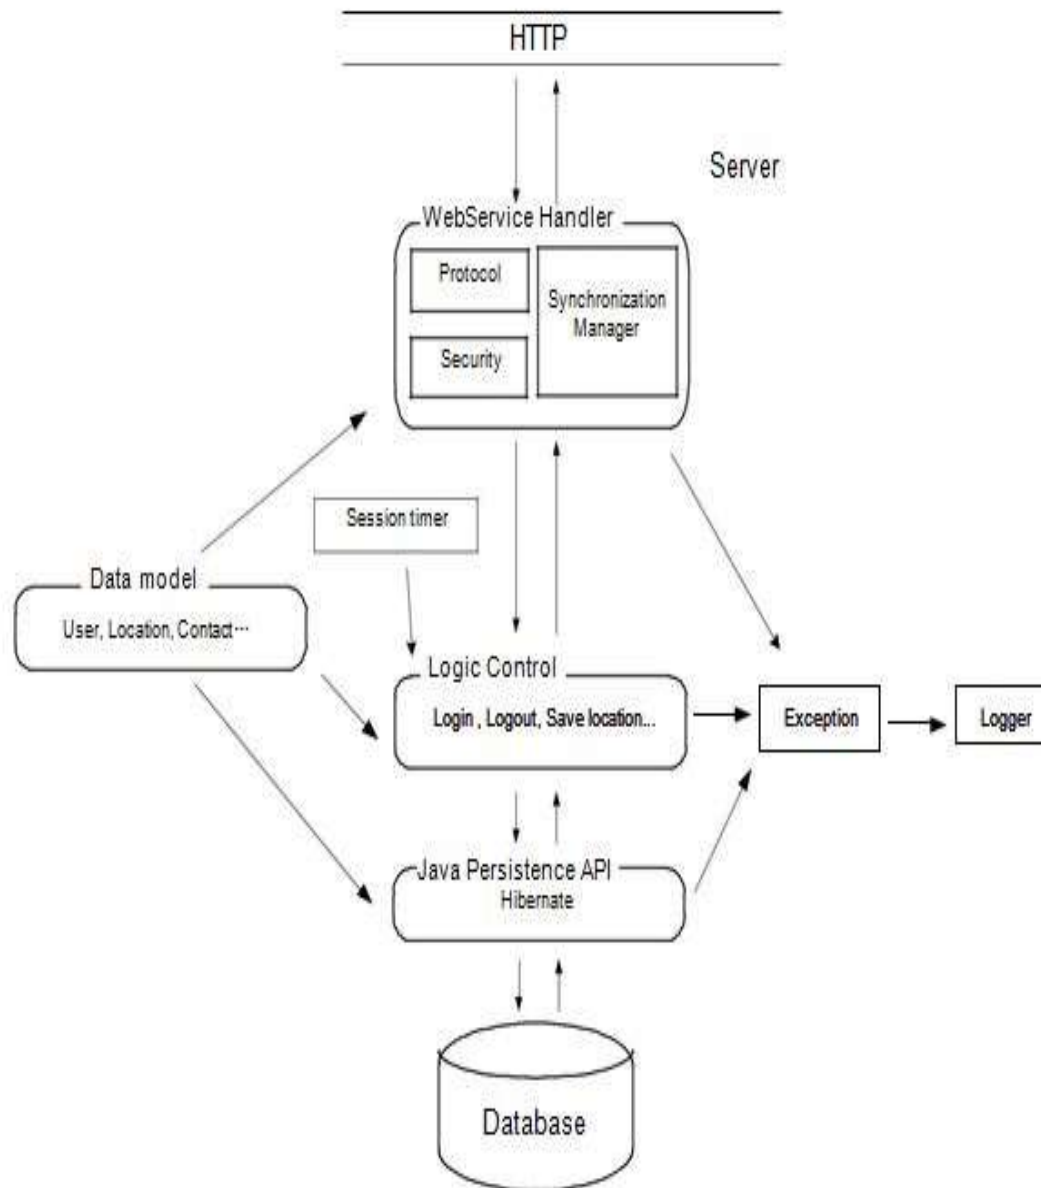 HTTP
Server
WebService Handler
Protocol
Synchronization
Manager
Security
Session timer
Data model
User, Location, Contact…
Logic Control
Login , Logout, Save location...
Exception
Logger
Java Persistence API
Hibernate
Database